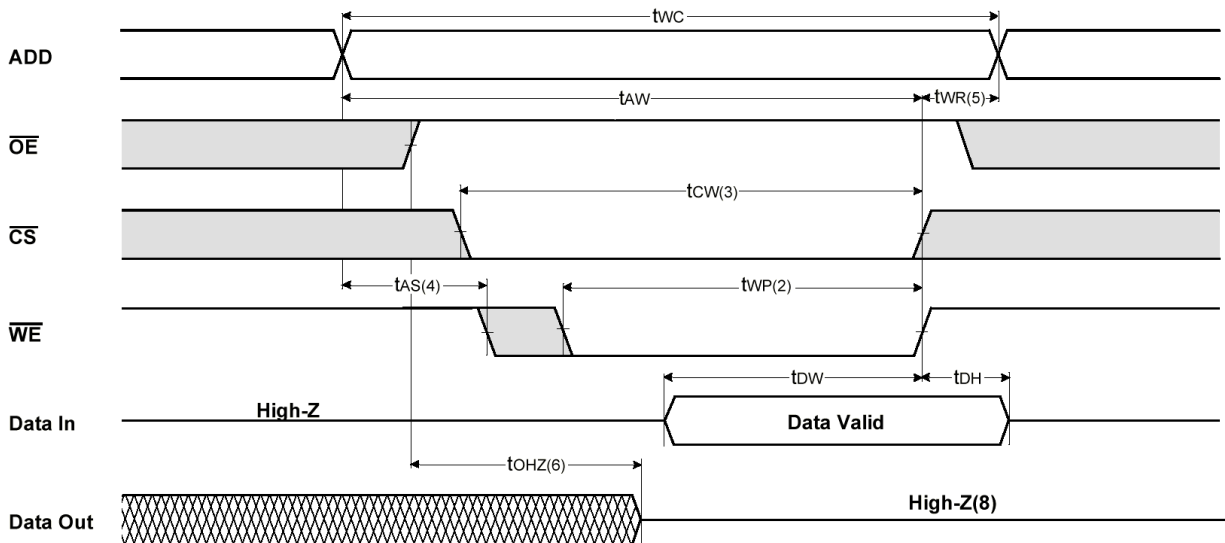 tWC
ADD
tAW
tWR(5)
OE
tCW(3)
CS
tAS(4)
tWP(2)
WE
tDW
tDH
High-Z
Data In
Data Valid
tOHZ(6)
High-Z(8)
Data Out